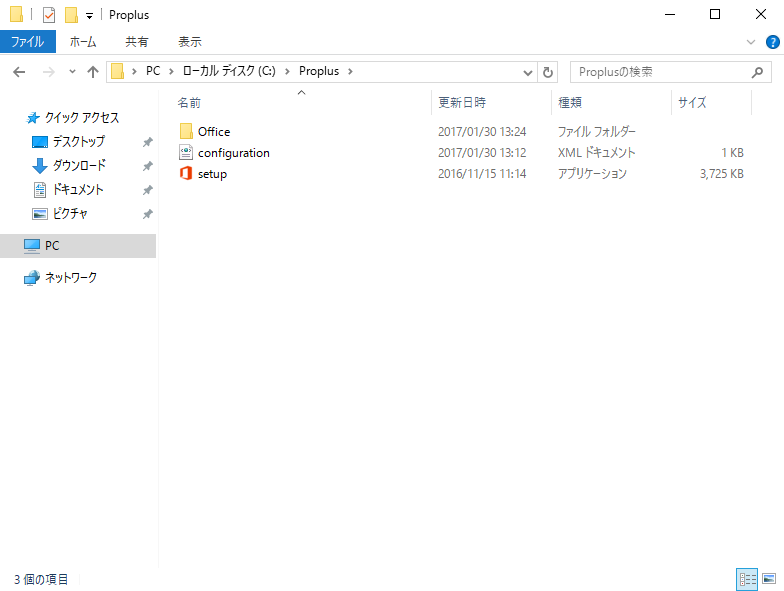 Proplus
ファイル ホーム 共有 表示
PC ローカル ディスク (C:) Proplus Proplusの検索
名前 更新日時 種類 サイズ
クイック アクセス
デスクトップ
ダウンロード
ドキュメント
ピクチャ
PC
ネットワーク
Office 2017/01/30 13:24 ファイル フォルダー
configuration 2017/01/30 13:12 XML ドキュメント 1 KB
setup 2016/11/15 11:14 アプリケーション 3,725 KB
3 個の項目